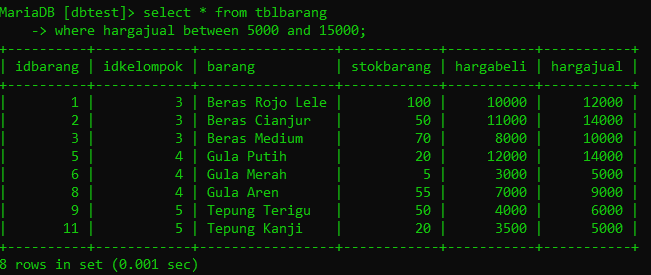 MariaDB [dbtest]> select * from tblbarang
    -> where hargajual between 5000 and 15000;
+----------+------------+----------------+------------+----------+-----------+
| idbarang | idkelompok | barang         | stokbarang | hargabeli | hargajual |
+----------+------------+----------------+------------+----------+-----------+
|        1 |          3 | Beras Rojo Lele |        100 |     10000 |     12000 |
|        2 |          3 | Beras Cianjur   |         50 |     11000 |     14000 |
|        3 |          3 | Beras Medium    |         70 |      8000 |     10000 |
|        5 |          4 | Gula Putih      |         20 |     12000 |     14000 |
|        6 |          4 | Gula Merah      |          5 |      3000 |      5000 |
|        8 |          4 | Gula Aren       |         55 |      7000 |      9000 |
|        9 |          5 | Tepung Terigu   |         50 |      4000 |      6000 |
|       11 |          5 | Tepung Kanji    |         20 |      3500 |      5000 |
+----------+------------+----------------+------------+----------+-----------+
8 rows in set (0.001 sec)